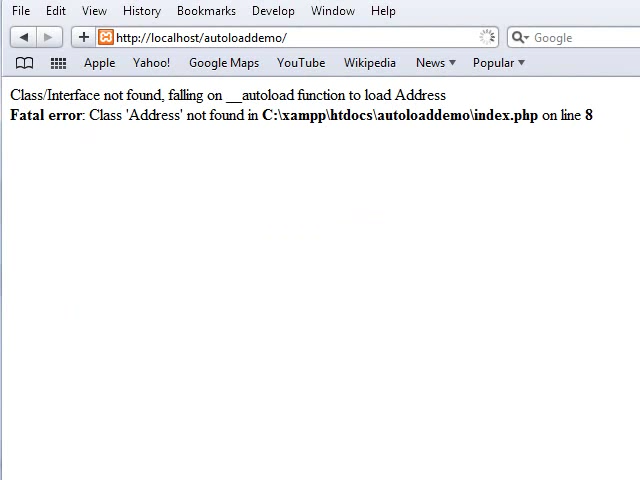 File Edit View History Bookmarks Develop Window Help
http://localhost/autoloaddemo/ Google
Apple Yahoo! Google Maps YouTube Wikipedia News Popular
Class/Interface not found, falling on __autoload function to load Address
Fatal error: Class 'Address' not found in C:\xampp\htdocs\autoloaddemo\index.php on line 8